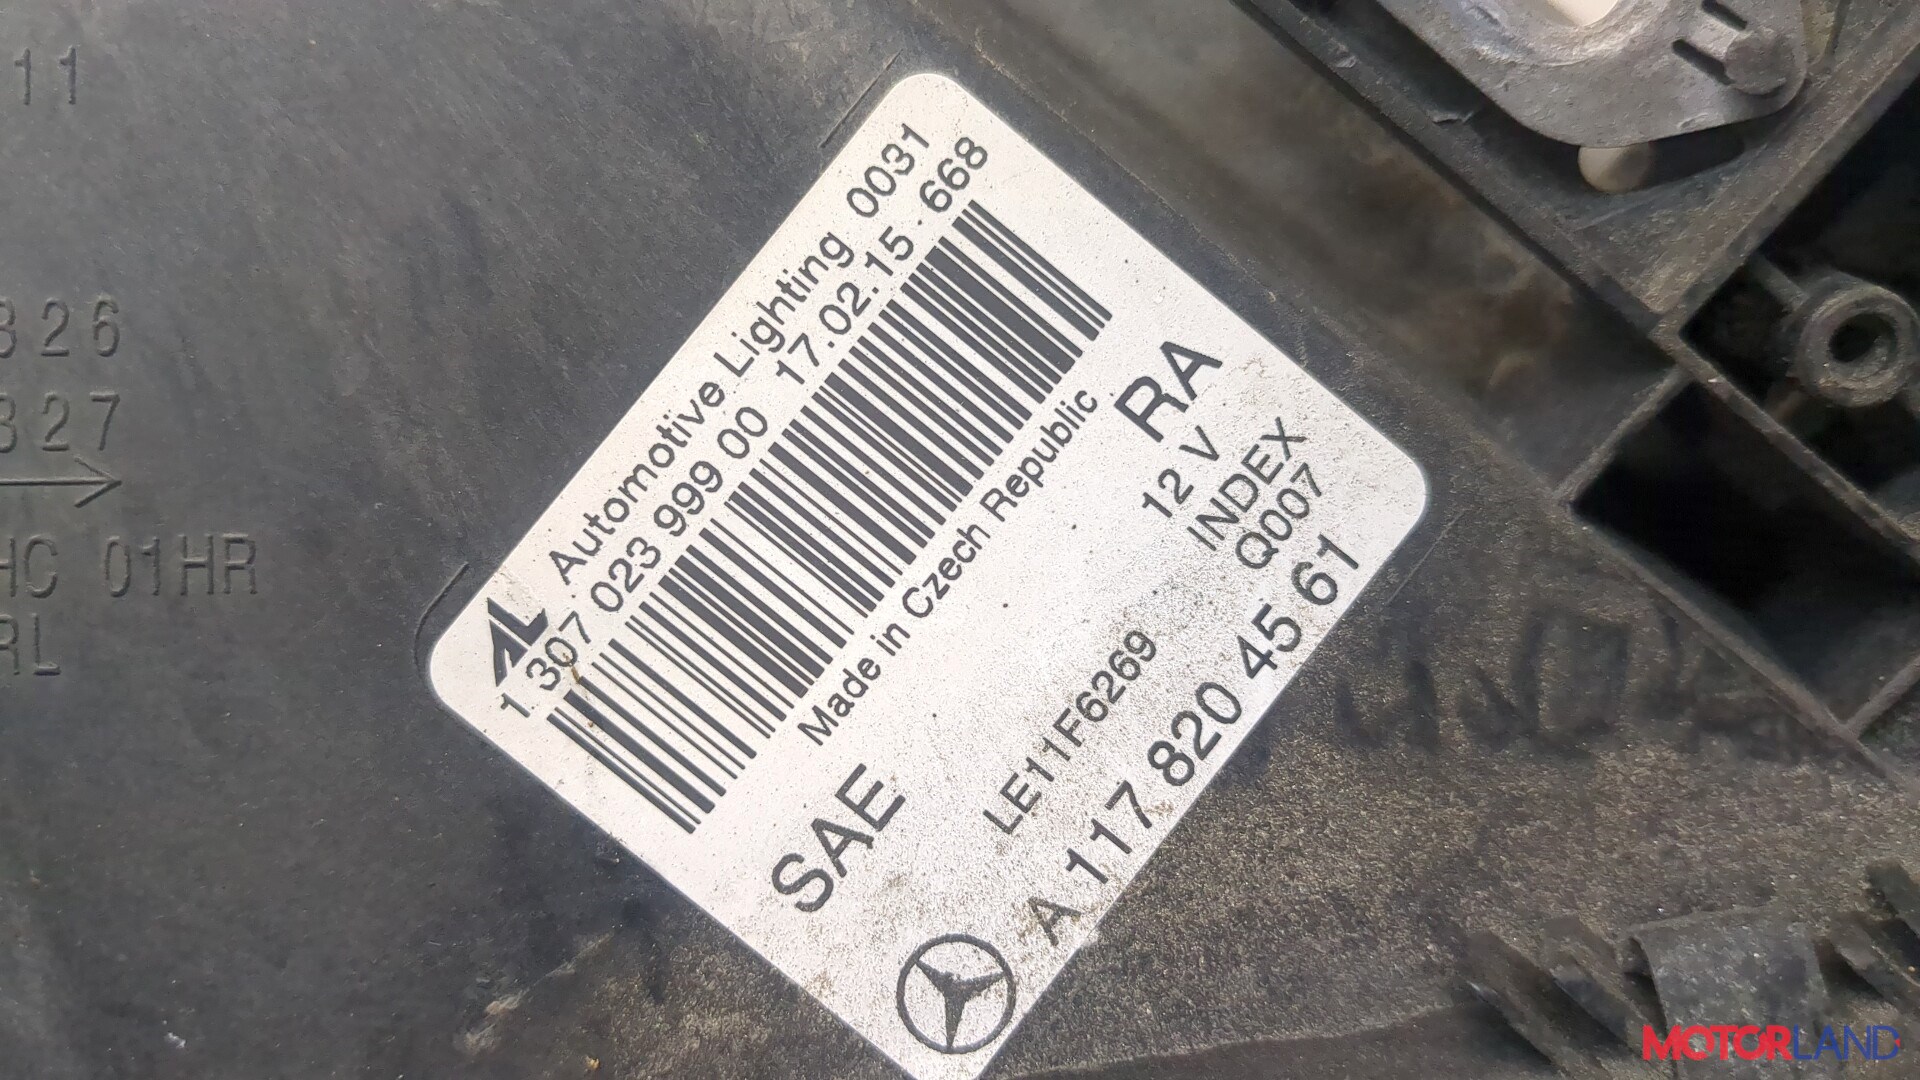 11
326
327
HC 01HR
RL
AL Automotive Lighting 0031
1 307 023 999 00 17.02.15 668
Made in Czech Republic
SAE
RA
12 V
INDEX
Q007
LE11F6269
A 117 820 45 61
MOTORLAND